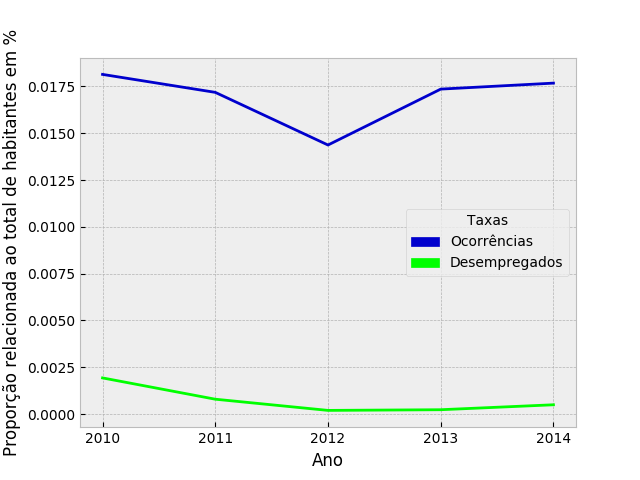 Proporção relacionada ao total de habitantes em %
0.0175
0.0150
0.0125
0.0100
0.0075
0.0050
0.0025
0.0000
Taxas
Ocorrências
Desempregados
2010 2011 2012 2013 2014
Ano